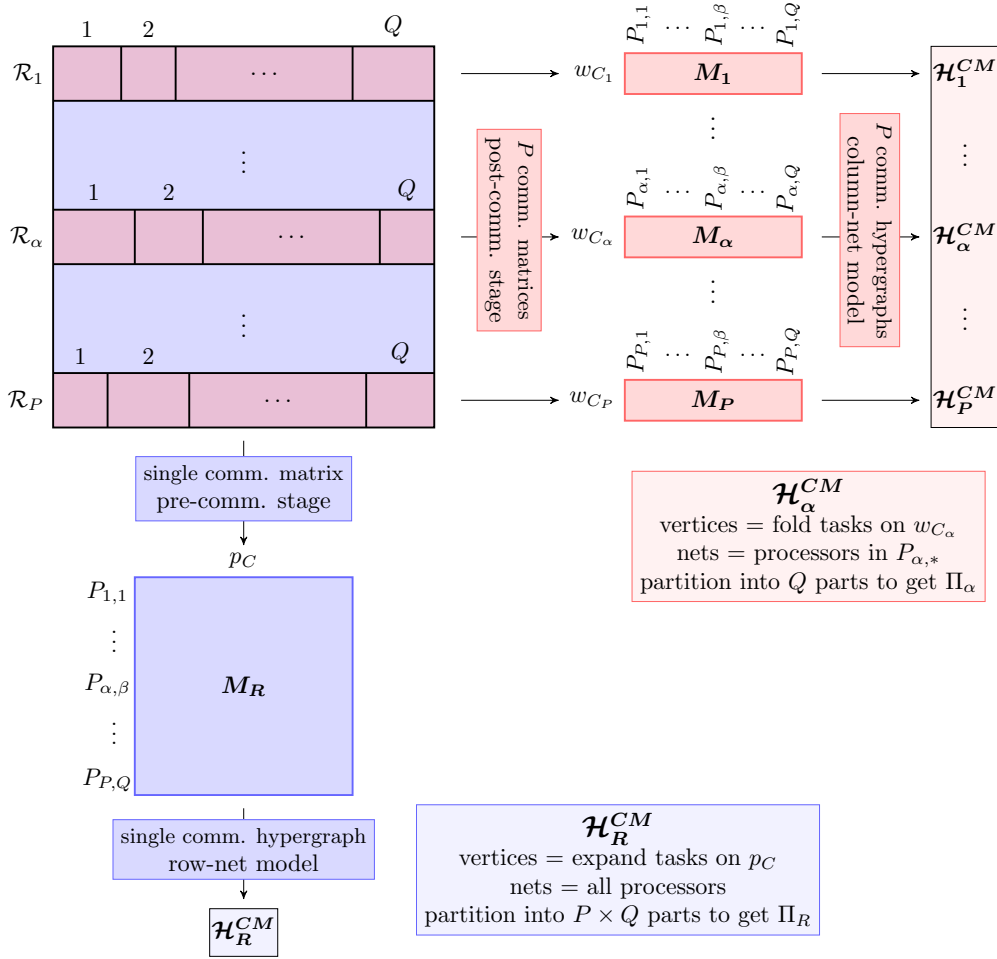 1 2 Q P_{1,1} ⋯ P_{1,β} ⋯ P_{1,Q}
ℛ_1 ⋯ w_{C_1} M_1 ℋ_1^{CM}
⋮ P comm. matrices ⋮ P comm. hypergraphs ⋮
post-comm. stage column-net model
1 2 Q P_{α,1} ⋯ P_{α,β} ⋯ P_{α,Q}
ℛ_α ⋯ w_{C_α} M_α ℋ_α^{CM}
⋮ ⋮ ⋮
1 2 Q P_{P,1} ⋯ P_{P,β} ⋯ P_{P,Q}
ℛ_P ⋯ w_{C_P} M_P ℋ_P^{CM}
single comm. matrix
pre-comm. stage
ℋ_α^{CM}
vertices = fold tasks on w_{C_α}
nets = processors in P_{α,*}
partition into Q parts to get Π_α
p_C
P_{1,1}
⋮
P_{α,β} M_R
⋮
P_{P,Q}
single comm. hypergraph
row-net model
ℋ_R^{CM}
vertices = expand tasks on p_C
nets = all processors
partition into P × Q parts to get Π_R
ℋ_R^{CM}